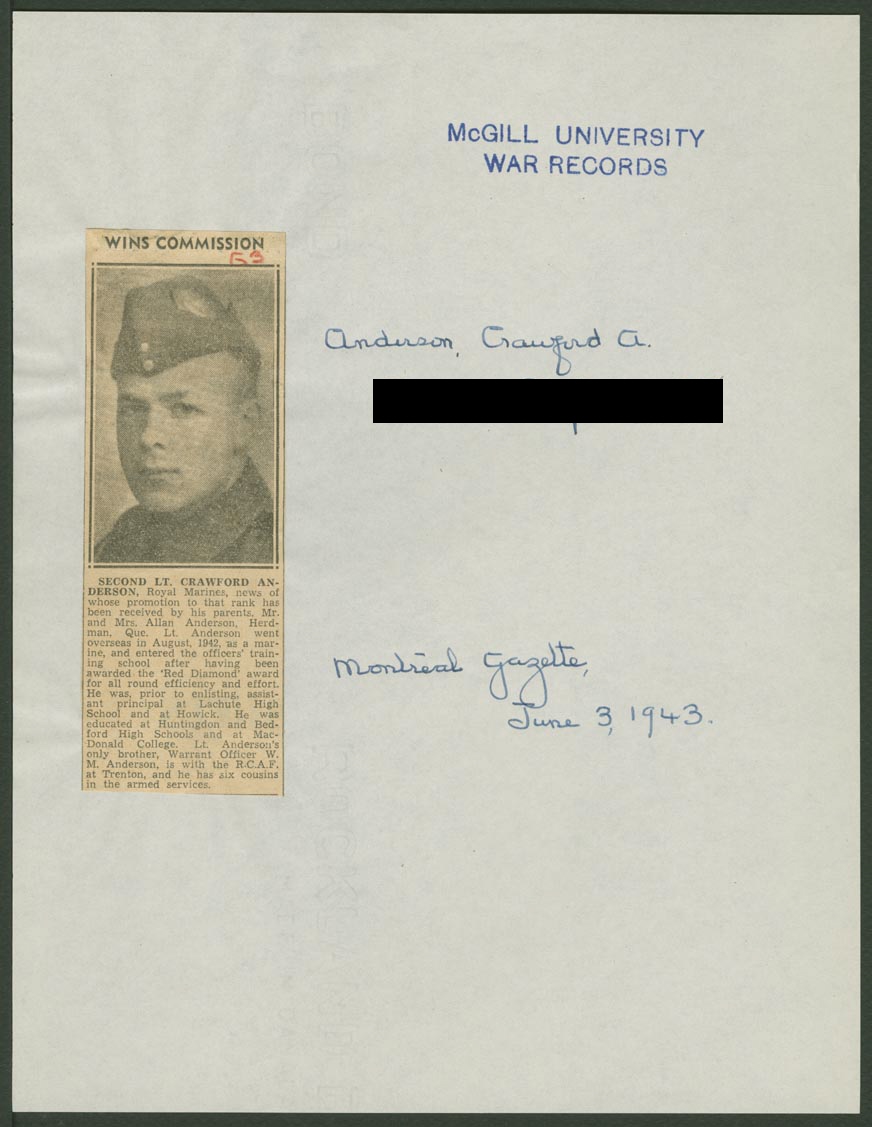 McGILL UNIVERSITY
WAR RECORDS
WINS COMMISSION
53
Anderson, Crawford A.
SECOND LT. CRAWFORD AN-
DERSON, Royal Marines, news of
whose promotion to that rank has
been received by his parents, Mr.
and Mrs. Allan Anderson, Herd-
man, Que. Lt. Anderson went
overseas in August, 1942, as a mar-
ine, and entered the officers' train-
ing school after having been
awarded the 'Red Diamond' award
for all round efficiency and effort.
He was, prior to enlisting, assist-
ant principal at Lachute High
School and at Howick. He was
educated at Huntingdon and Bed-
ford High Schools and at Mac-
Donald College. Lt. Anderson's
only brother, Warrant Officer W.
M. Anderson, is with the R.C.A.F.
at Trenton, and he has six cousins
in the armed services.
Montreal Gazette,
June 3, 1943.